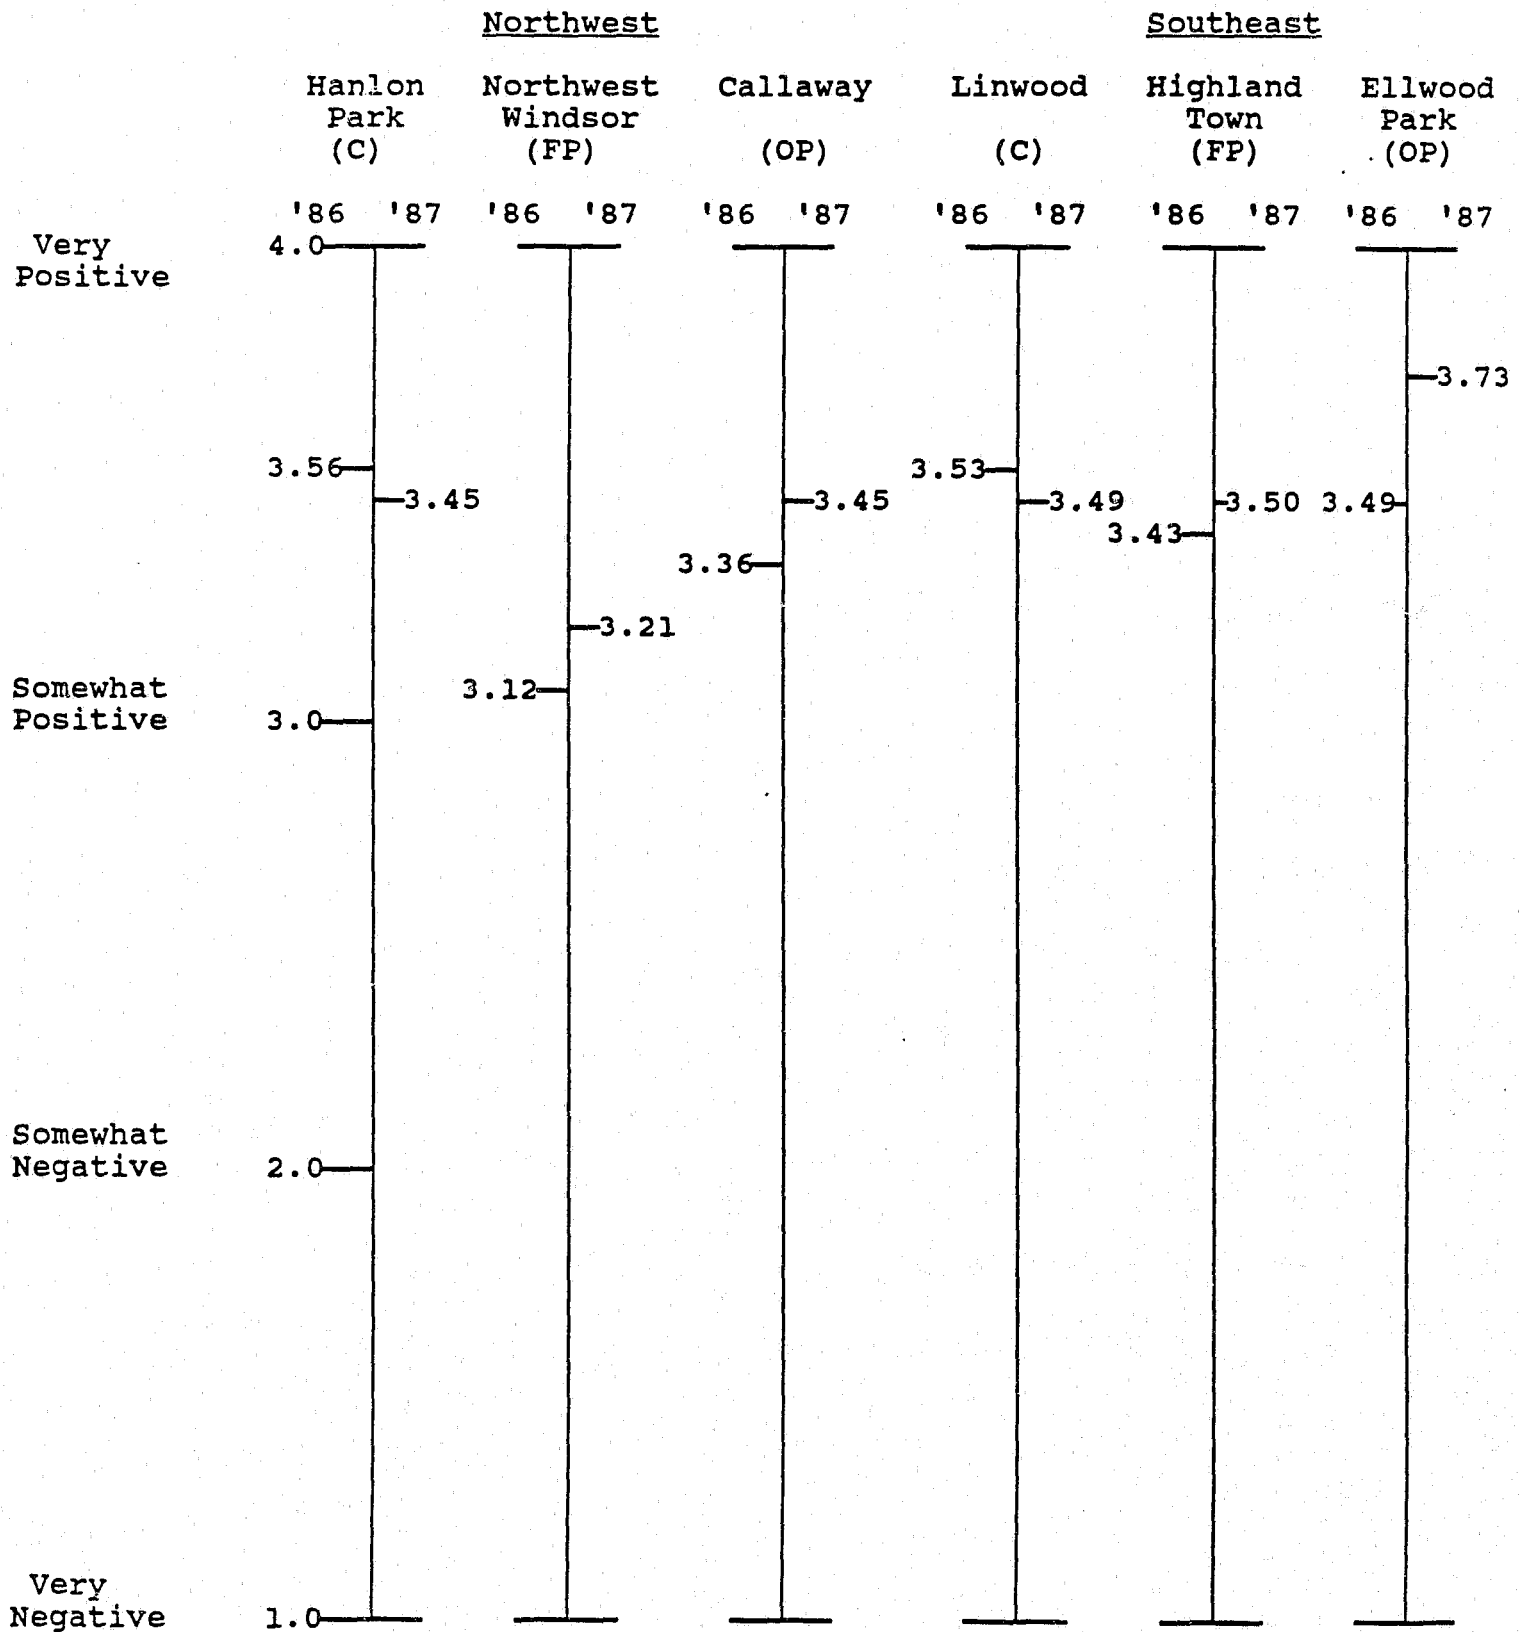 Northwest Southeast
Hanlon Northwest Callaway Linwood Highland Ellwood
Park Windsor Town Park
(C) (FP) (OP) (C) (FP) (OP)
'86 '87 '86 '87 '86 '87 '86 '87 '86 '87 '86 '87
Very 4.0
Positive
3.73
3.56 3.53
3.45 3.45 3.49 3.50 3.49
3.43
3.36
3.21
Somewhat 3.12
Positive 3.0
Somewhat
Negative 2.0
Very
Negative 1.0